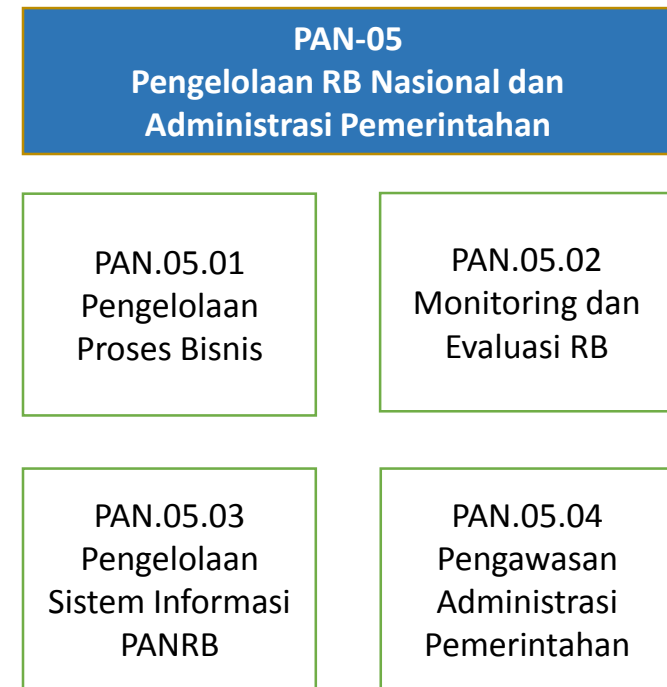 PAN-05
Pengelolaan RB Nasional dan
Administrasi Pemerintahan
PAN.05.01
Pengelolaan
Proses Bisnis
PAN.05.02
Monitoring dan
Evaluasi RB
PAN.05.03
Pengelolaan
Sistem Informasi
PANRB
PAN.05.04
Pengawasan
Administrasi
Pemerintahan